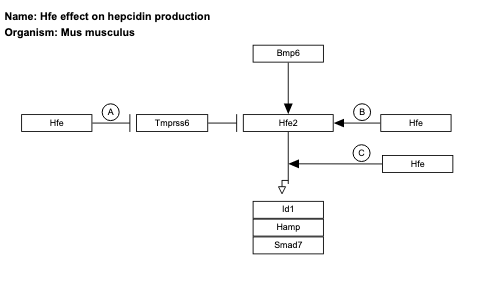 Name: Hfe effect on hepcidin production
Organism: Mus musculus
Bmp6
A
B
Hfe
Tmprss6
Hfe2
Hfe
C
Hfe
Id1
Hamp
Smad7